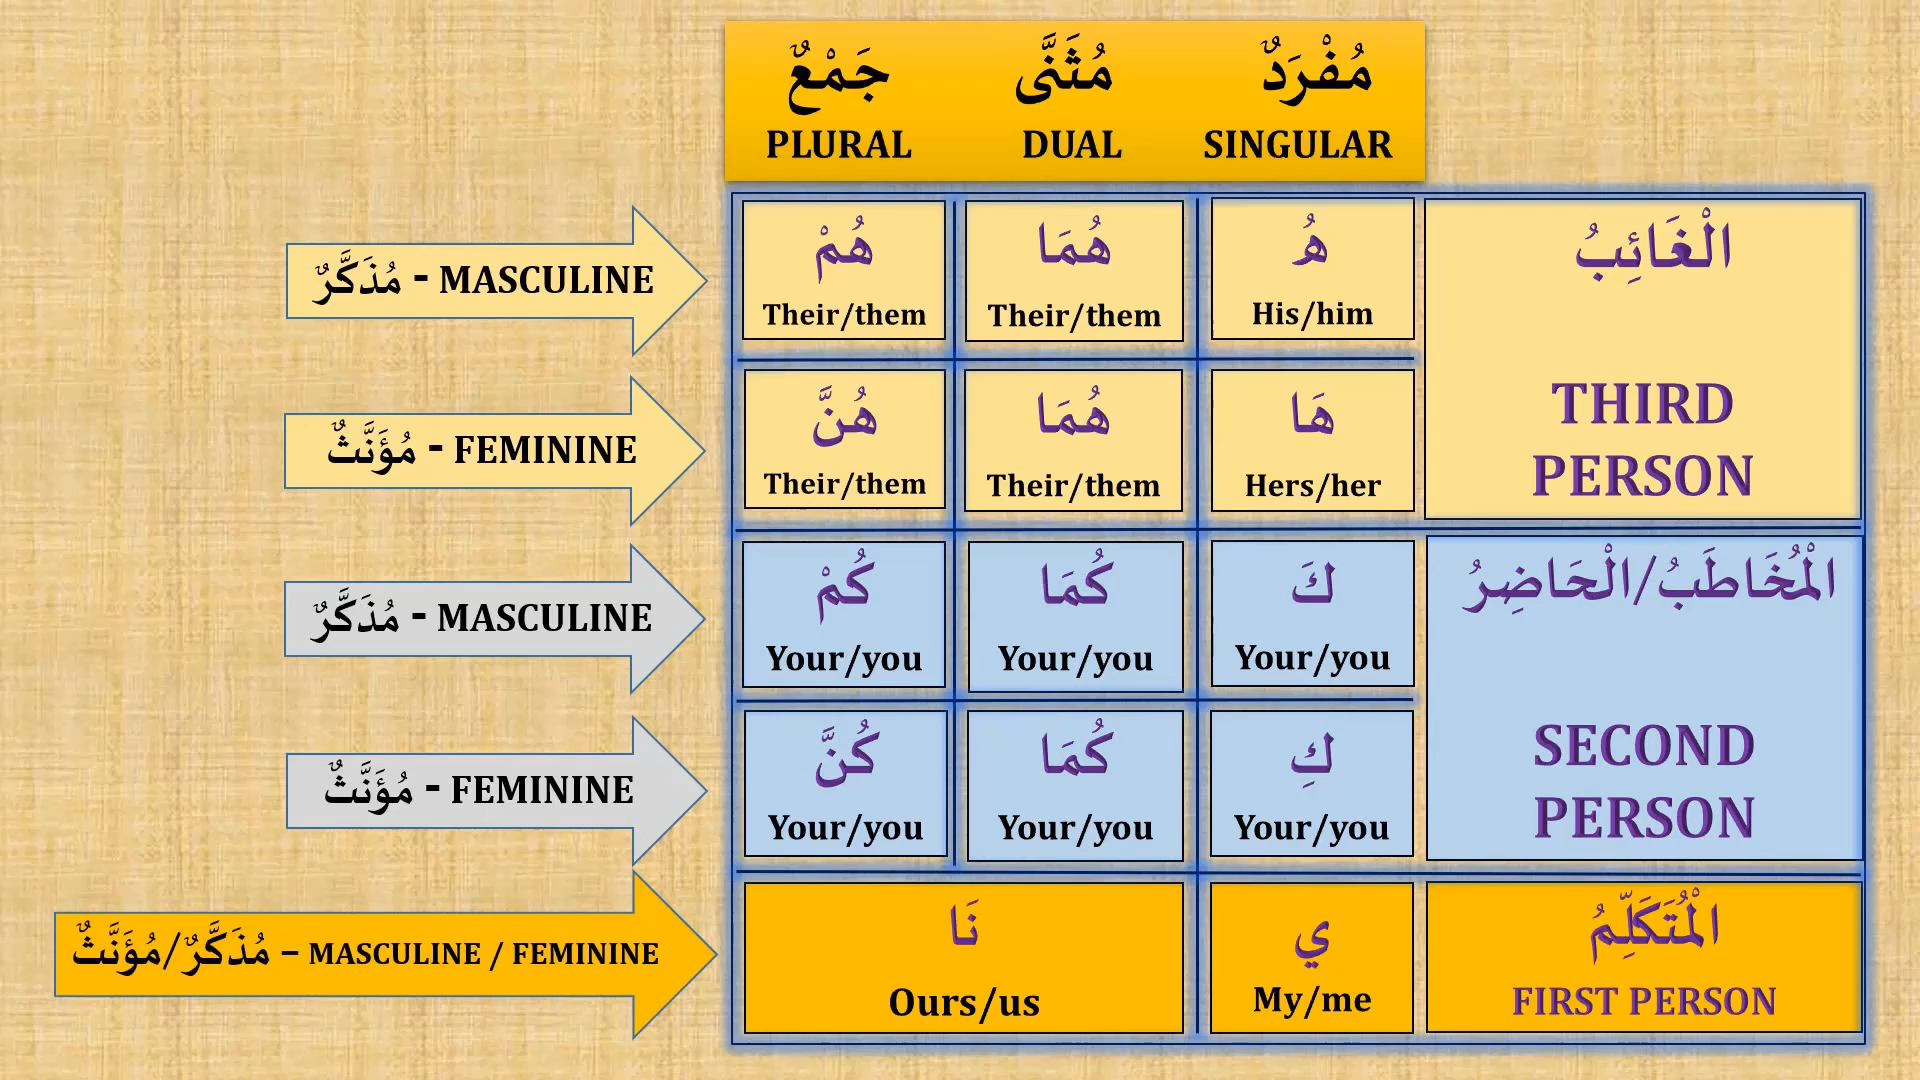 جَمْعٌ مُثَنَّى مُفْرَدٌ
PLURAL DUAL SINGULAR
هُمْ هُمَا هُ الْغَائِبُ
مُذَكَّرٌ - MASCULINE
Their/them Their/them His/him
THIRD
هُنَّ هُمَا هَا
مُؤَنَّثٌ - FEMININE
PERSON
Their/them Their/them Hers/her
كُمْ كُمَا كَ الْمُخَاطَبُ/الْحَاضِرُ
مُذَكَّرٌ - MASCULINE
Your/you Your/you Your/you
SECOND
كُنَّ كُمَا كِ
مُؤَنَّثٌ - FEMININE
PERSON
Your/you Your/you Your/you
نَا ي الْمُتَكَلِّمُ
مُذَكَّرٌ/مُؤَنَّثٌ – MASCULINE / FEMININE
Ours/us My/me FIRST PERSON